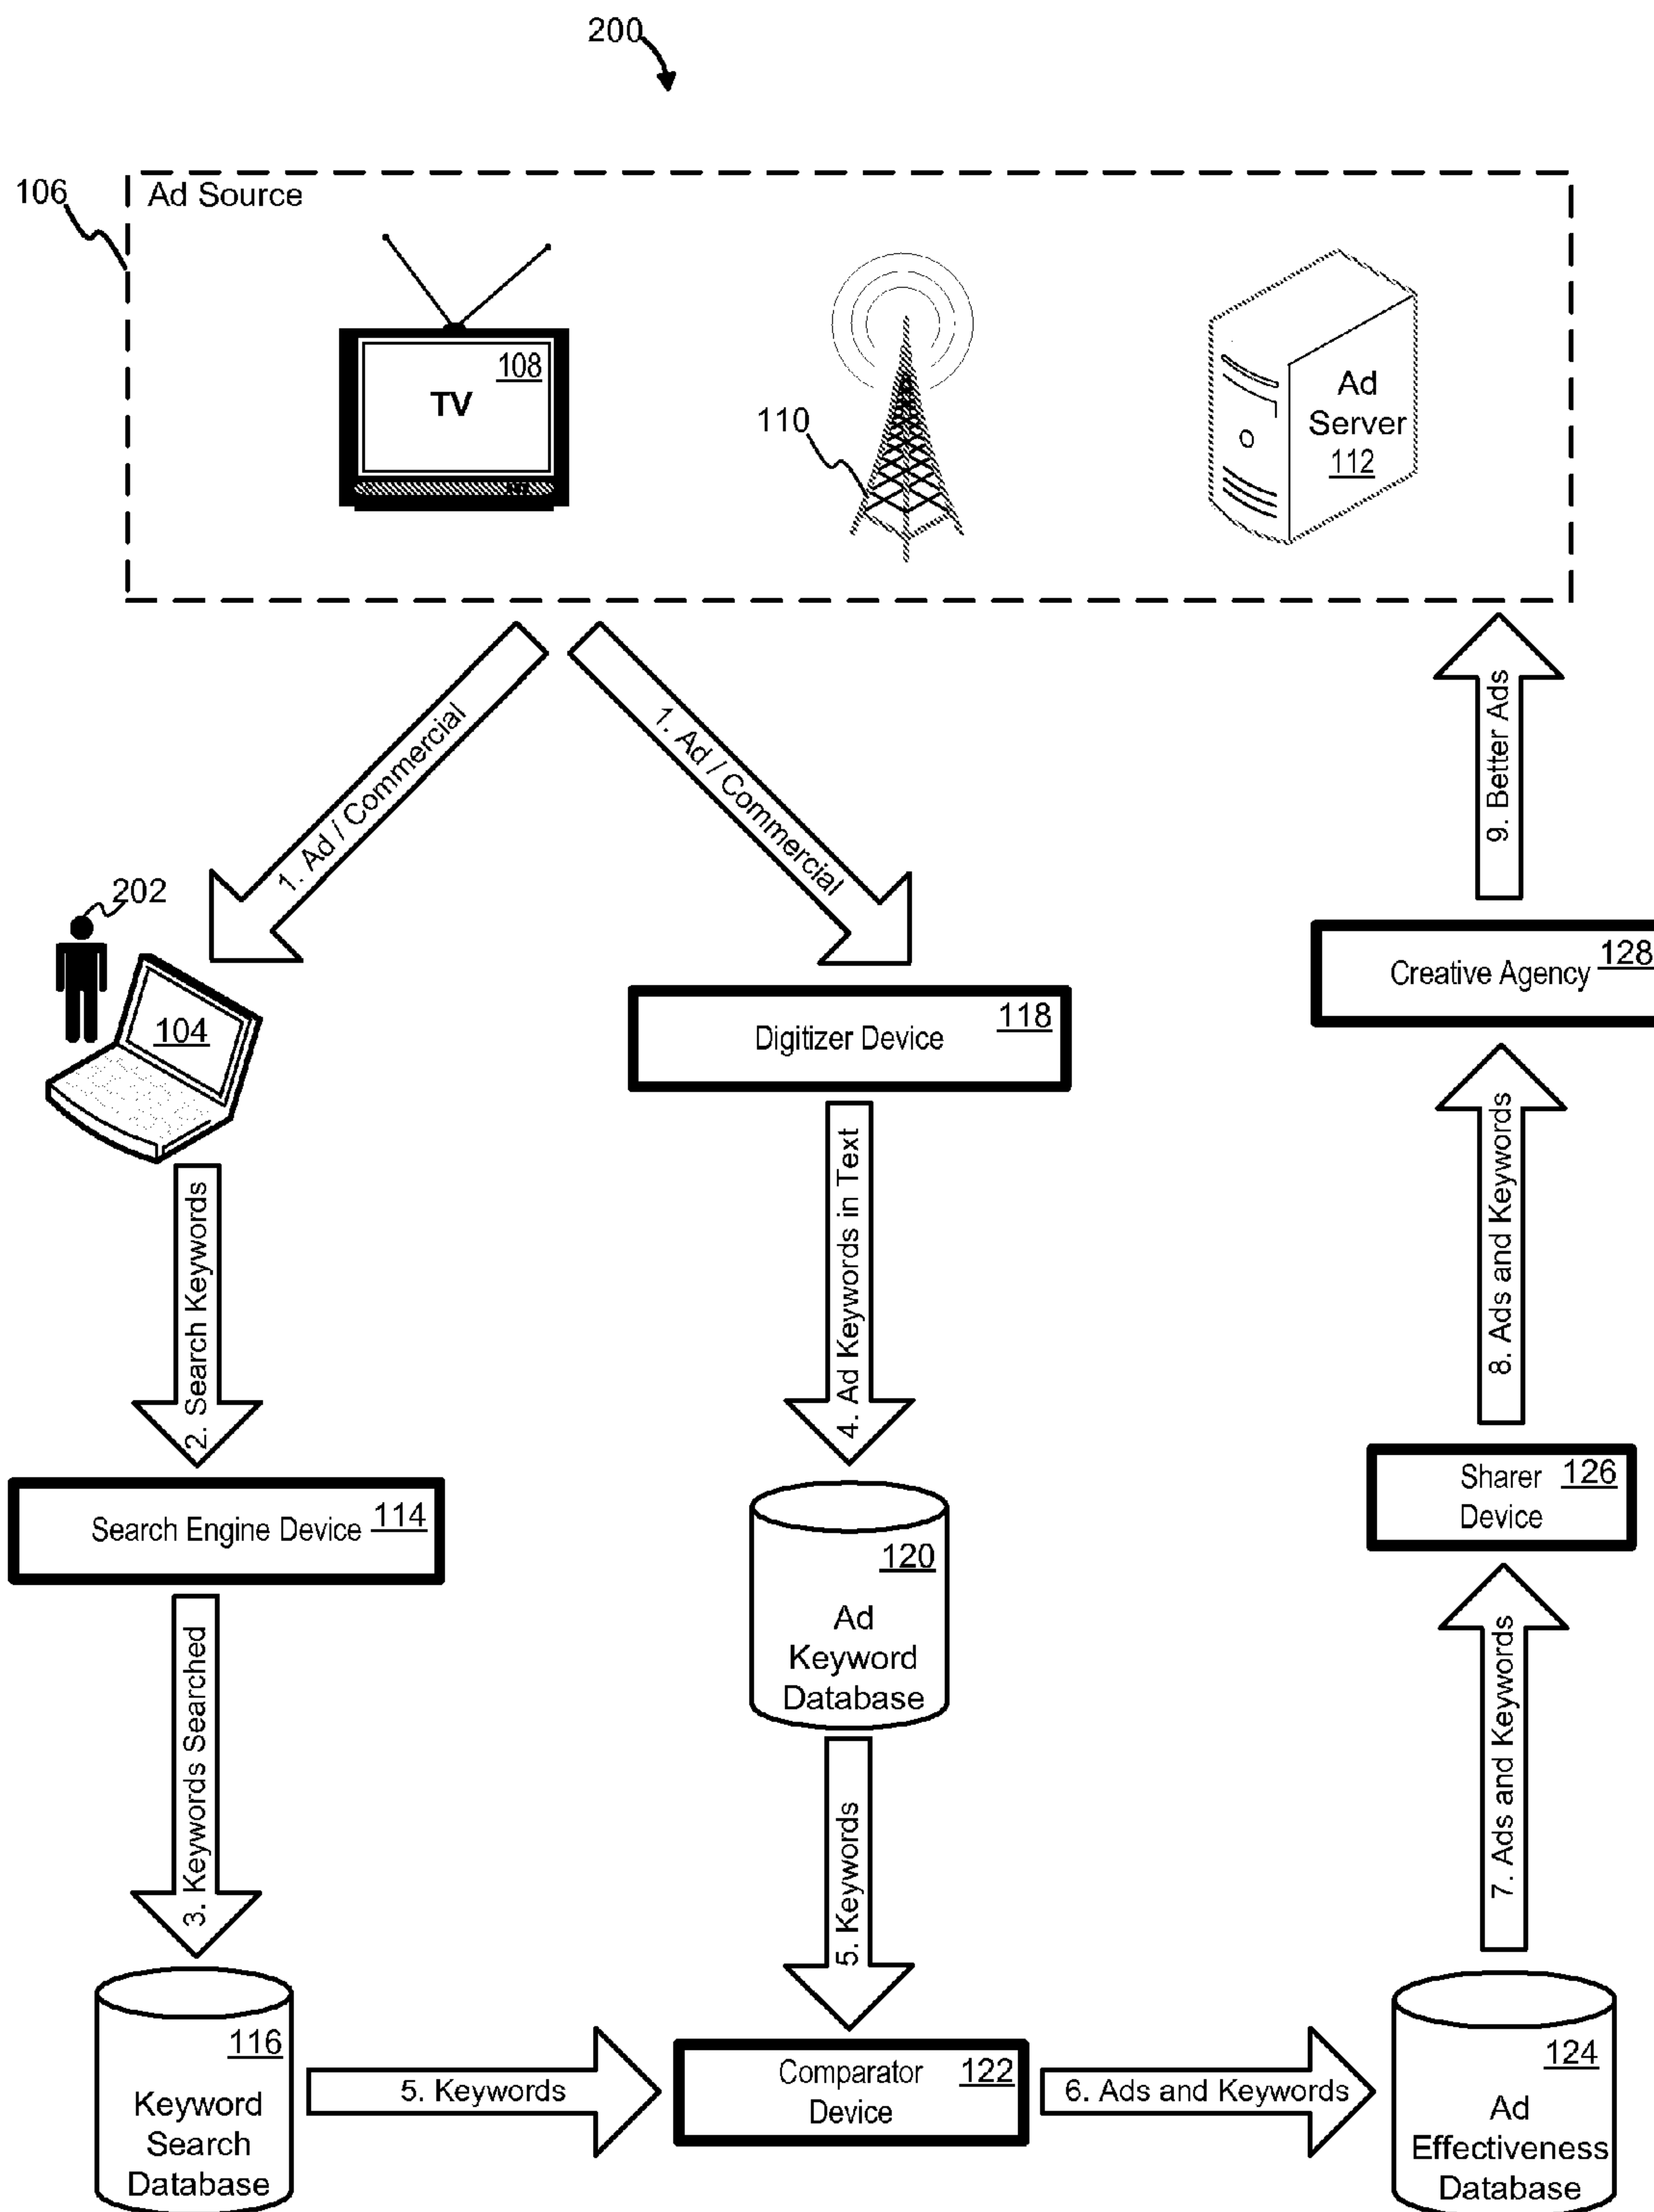 200
106
Ad Source
108
TV
110
Ad
Server
112
1. Ad / Commercial
1. Ad / Commercial
9. Better Ads
202
104
Digitizer Device 118
Creative Agency 128
2. Search Keywords
4. Ad Keywords in Text
8. Ads and Keywords
Search Engine Device 114
Sharer 126
Device
120
Ad
Keyword
Database
3. Keywords Searched
5. Keywords
7. Ads and Keywords
116
Keyword
Search
Database
5. Keywords
Comparator 122
Device
6. Ads and Keywords
124
Ad
Effectiveness
Database